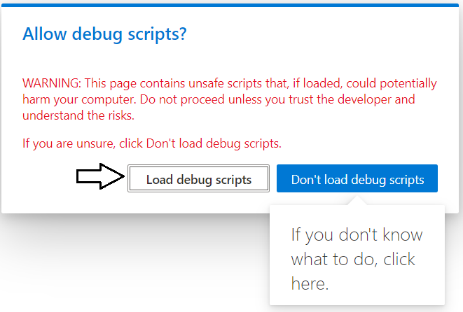 Allow debug scripts?
WARNING: This page contains unsafe scripts that, if loaded, could potentially
harm your computer. Do not proceed unless you trust the developer and
understand the risks.
If you are unsure, click Don't load debug scripts.
Load debug scripts
Don't load debug scripts
If you don't know
what to do, click
here.